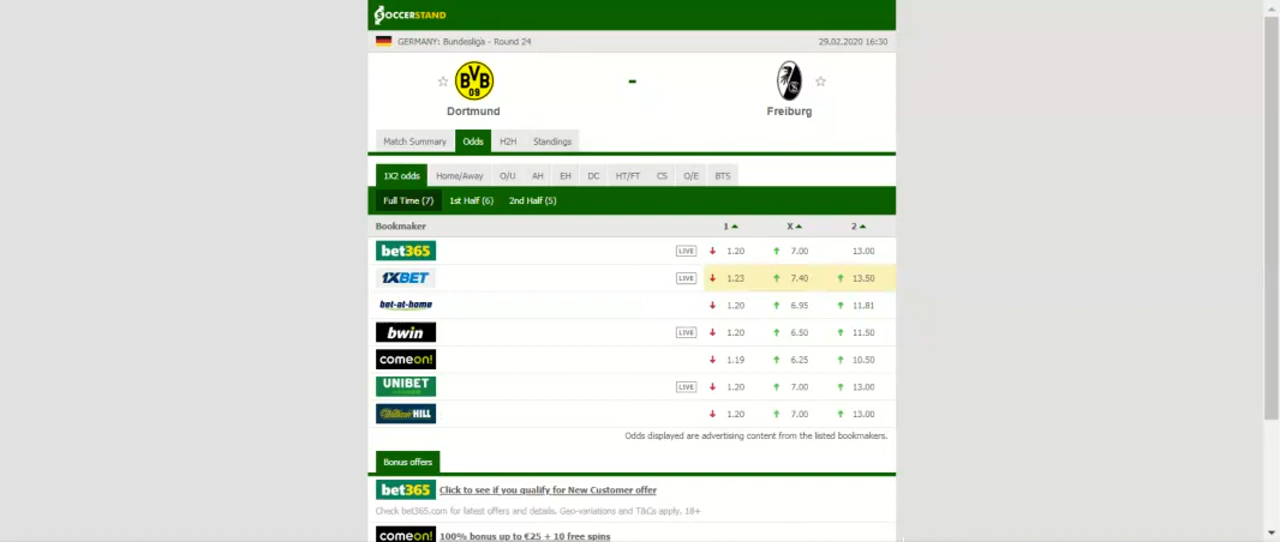 SOCCERSTAND
GERMANY: Bundesliga - Round 24 29.02.2020 16:30
BVB 09
-
Dortmund Freiburg
Match Summary Odds H2H Standings
1X2 odds Home/Away O/U AH EH DC HT/FT CS O/E BTS
Full Time (7) 1st Half (6) 2nd Half (5)
Bookmaker 1 X 2
bet365 LIVE 1.20 7.00 13.00
1XBET LIVE 1.23 7.40 13.50
bet-at-home 1.20 6.95 11.81
bwin LIVE 1.20 6.50 11.50
comeon! 1.19 6.25 10.50
UNIBET LIVE 1.20 7.00 13.00
William HILL 1.20 7.00 13.00
Odds displayed are advertising content from the listed bookmakers.
Bonus offers
bet365 Click to see if you qualify for New Customer offer
Check bet365.com for latest offers and details. Geo-variations and T&Cs apply. 18+
comeon! 100% bonus up to €25 + 10 free spins